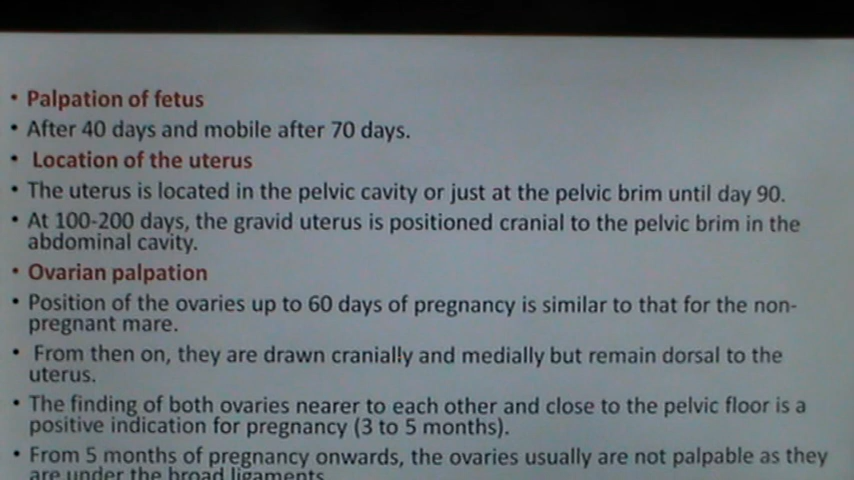 • Palpation of fetus
• After 40 days and mobile after 70 days.
• Location of the uterus
• The uterus is located in the pelvic cavity or just at the pelvic brim until day 90.
• At 100-200 days, the gravid uterus is positioned cranial to the pelvic brim in the
abdominal cavity.
• Ovarian palpation
• Position of the ovaries up to 60 days of pregnancy is similar to that for the non-
pregnant mare.
• From then on, they are drawn cranially and medially but remain dorsal to the
uterus.
• The finding of both ovaries nearer to each other and close to the pelvic floor is a
positive indication for pregnancy (3 to 5 months).
• From 5 months of pregnancy onwards, the ovaries usually are not palpable as they
are under the broad ligaments